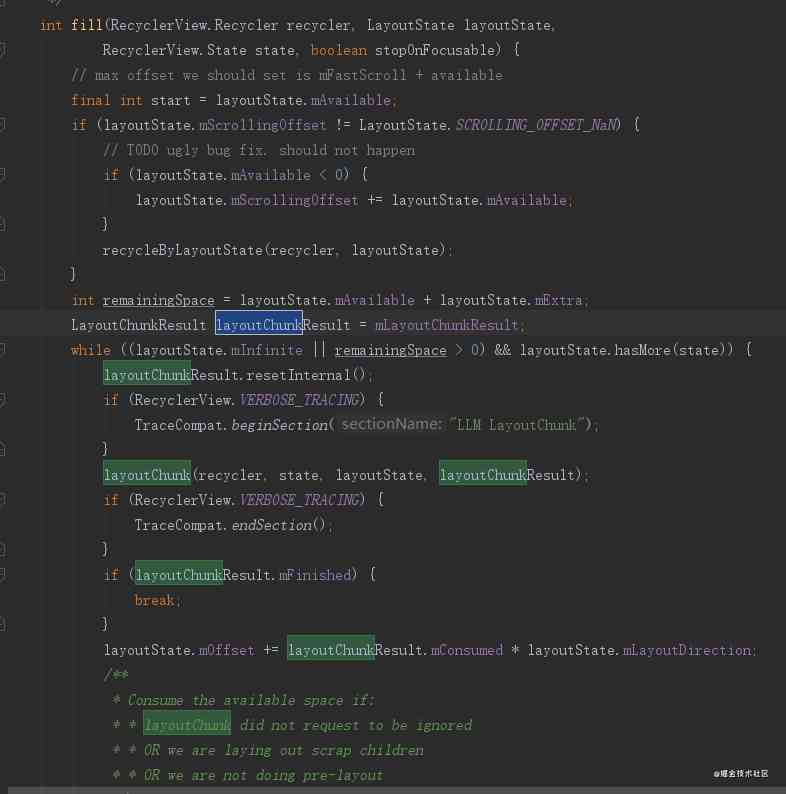 */
int fill(RecyclerView.Recycler recycler, LayoutState layoutState,
RecyclerView.State state, boolean stopOnFocusable) {
// max offset we should set is mFastScroll + available
final int start = layoutState.mAvailable;
if (layoutState.mScrollingOffset != LayoutState.SCROLLING_OFFSET_NaN) {
// TODO ugly bug fix. should not happen
if (layoutState.mAvailable < 0) {
layoutState.mScrollingOffset += layoutState.mAvailable;
}
recycleByLayoutState(recycler, layoutState);
}
int remainingSpace = layoutState.mAvailable + layoutState.mExtra;
LayoutChunkResult layoutChunkResult = mLayoutChunkResult;
while ((layoutState.mInfinite || remainingSpace > 0) && layoutState.hasMore(state)) {
layoutChunkResult.resetInternal();
if (RecyclerView.VERBOSE_TRACING) {
TraceCompat.beginSection( sectionName: "LLM LayoutChunk");
}
layoutChunk(recycler, state, layoutState, layoutChunkResult);
if (RecyclerView.VERBOSE_TRACING) {
TraceCompat.endSection();
}
if (layoutChunkResult.mFinished) {
break;
}
layoutState.mOffset += layoutChunkResult.mConsumed * layoutState.mLayoutDirection;
/**
* Consume the available space if:
* * layoutChunk did not request to be ignored
* * OR we are laying out scrap children
* * OR we are not doing pre-layout
@掘金技术社区